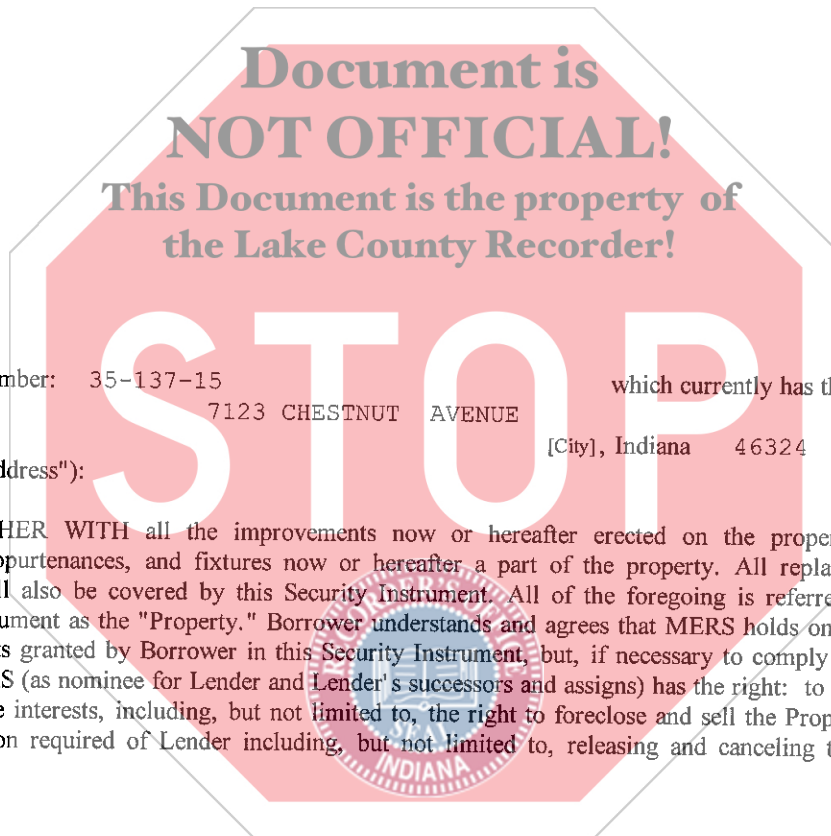 Document is
NOT OFFICIAL!
This Document is the property of
the Lake County Recorder!
STOP
mber: 35-137-15 which currently has th
7123 CHESTNUT AVENUE
[City], Indiana 46324
ddress"):
HER WITH all the improvements now or hereafter erected on the proper
ppurtenances, and fixtures now or hereafter a part of the property. All repla
ll also be covered by this Security Instrument. All of the foregoing is referre
ument as the "Property." Borrower understands and agrees that MERS holds on
s granted by Borrower in this Security Instrument, but, if necessary to comply
S (as nominee for Lender and Lender's successors and assigns) has the right: to
e interests, including, but not limited to, the right to foreclose and sell the Prop
on required of Lender including, but not limited to, releasing and canceling t
RECORDER'S OFFICE
SEAL
INDIANA